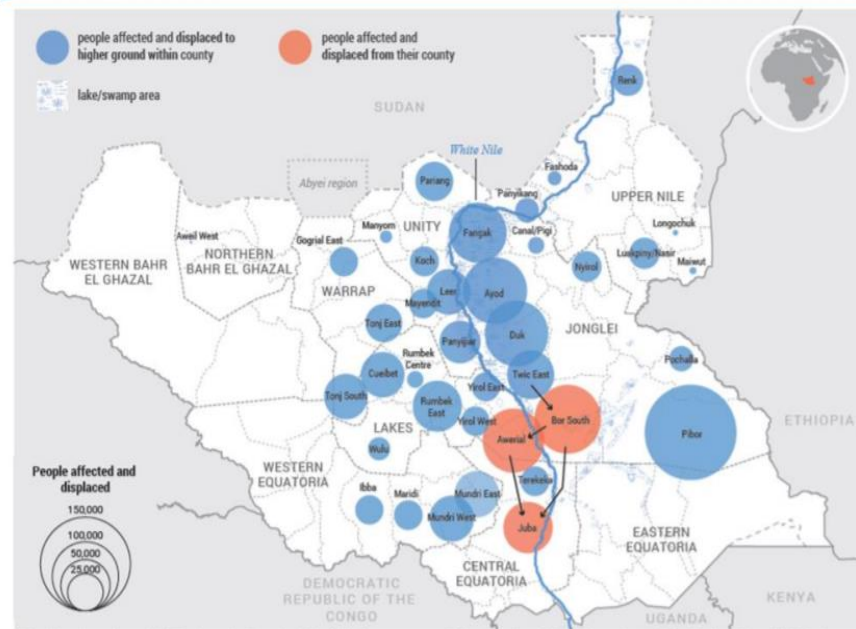 people affected and displaced to
higher ground within county
people affected and
displaced from their county
lake/swamp area
SUDAN
Renk
White Nile
Abyei region
Pariang
Fashoda
Panyikang
UPPER NILE
Aweil West
Manyom
UNITY
Fangak
Canal/Pigi
Longochuk
WESTERN BAHR
EL GHAZAL
NORTHERN
BAHR EL GHAZAL
Gogrial East
Koch
Nyirol
Luakpiny/Nasir
Maiwut
WARRAP
Leer
Mayendit
Ayod
Tonj East
Duk
JONGLEI
Panyijiar
Pochalla
Cueibet
Rumbek
Centre
Twic East
Tonj South
Yirol East
Rumbek
East
Bor South
ETHIOPIA
LAKES
Yirol West
Awerial
Pibor
Wulu
WESTERN
EQUATORIA
People affected and
displaced
150,000
100,000
50,000
25,000
Ibba
Maridi
Mundri East
Terekeka
Mundri West
Juba
EASTERN
EQUATORIA
CENTRAL
EQUATORIA
DEMOCRATIC
REPUBLIC OF THE
CONGO
KENYA
UGANDA